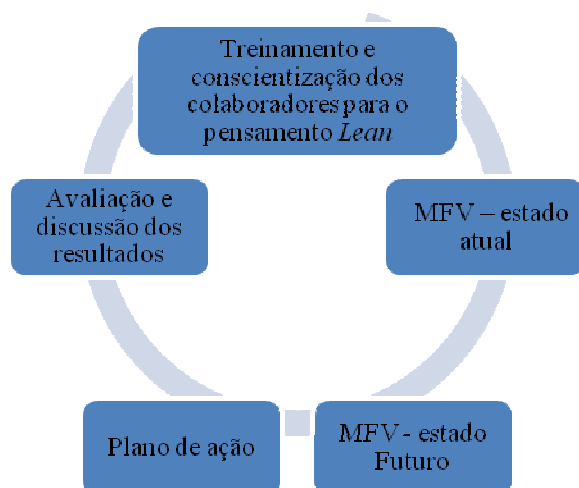 Treinamento e
conscientização dos
colaboradores para o
pensamento Lean
MFV – estado
atual
MFV - estado
Futuro
Plano de ação
Avaliação e
discussão dos
resultados